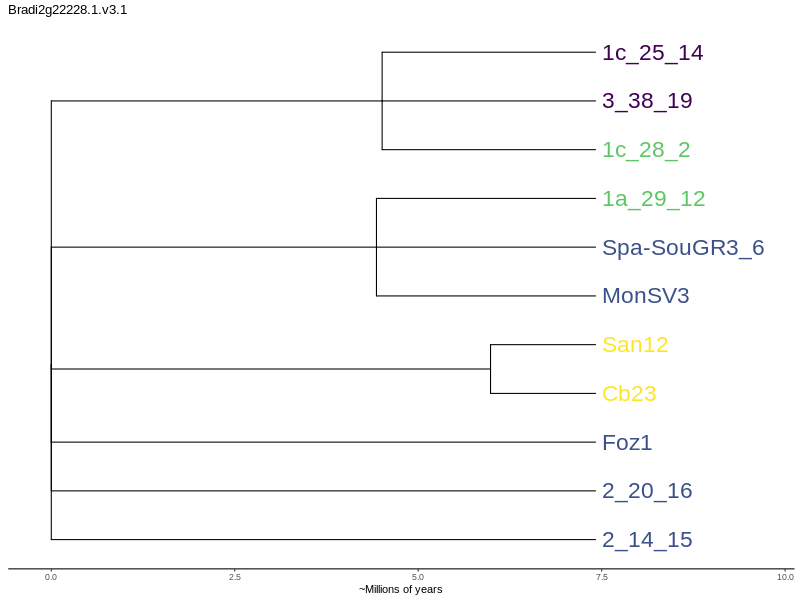 Bradi2g22228.1.v3.1
1c_25_14
3_38_19
1c_28_2
1a_29_12
Spa-SouGR3_6
MonSV3
San12
Cb23
Foz1
2_20_16
2_14_15
0.0 2.5 5.0 7.5 10.0
~Millions of years